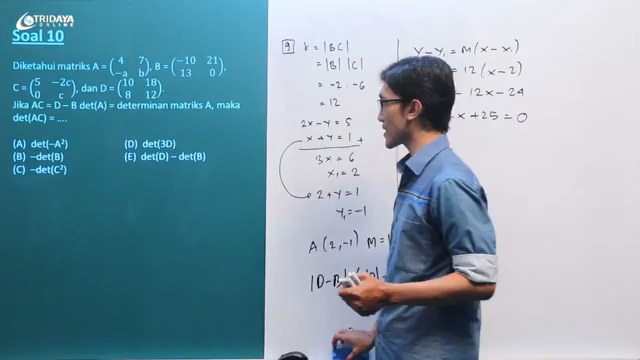 TRIDAYA
ONLINE
Soal 10
Diketahui matriks A = (4 7 −a b), B = (−10 21 13 0),
C = (5 −2c 0 c), dan D = (10 18 8 12).
Jika AC = D – B det(A) = determinan matriks A, maka
det(AC) = ....
(A) det(–A²) (D) det(3D)
(B) –det(B) (E) det(D) – det(B)
(C) –det(C²)
9) k = |BC|
= |B| |C|
= -2 . -6
= 12
2x - y = 5
x + y = 1 +
3x = 6
x₁ = 2
2 + y = 1
y₁ = -1
A (2, -1) M = 1
|D - B|
y - y₁ = M (x - x₁)
12 (x - 2)
12x - 24
x + 25 = 0